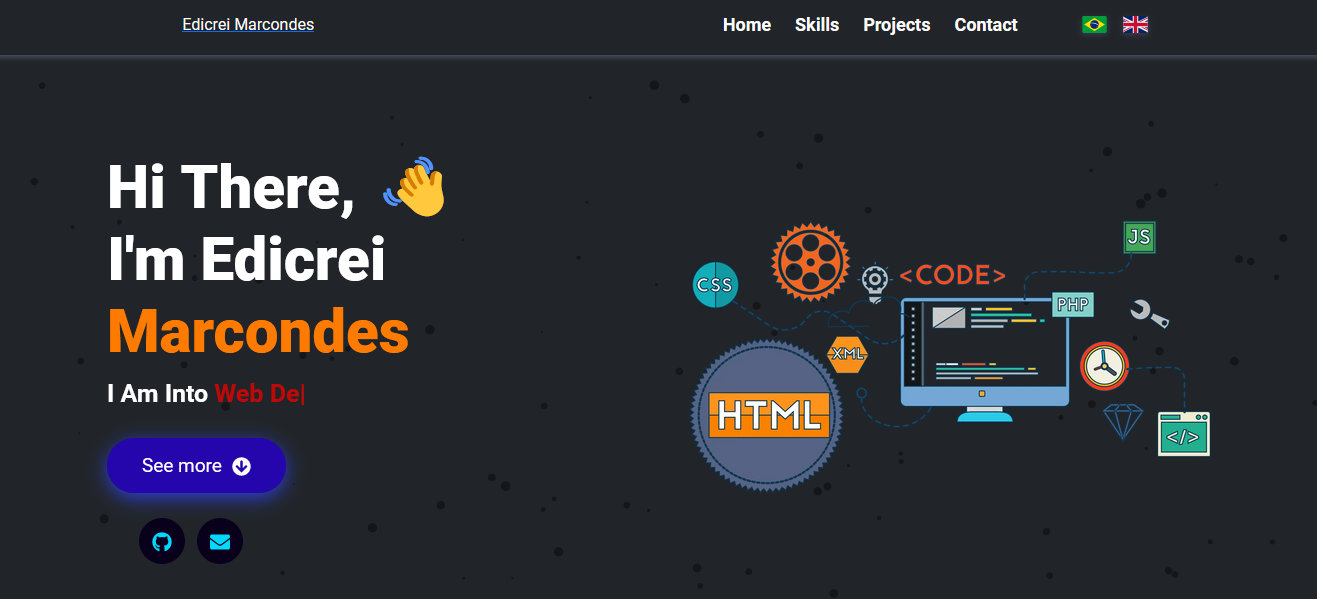 Edicrei Marcondes
Home Skills Projects Contact
Hi There,
I'm Edicrei
Marcondes
I Am Into Web De|
See more
CSS
<CODE>
JS
PHP
XML
HTML
</>